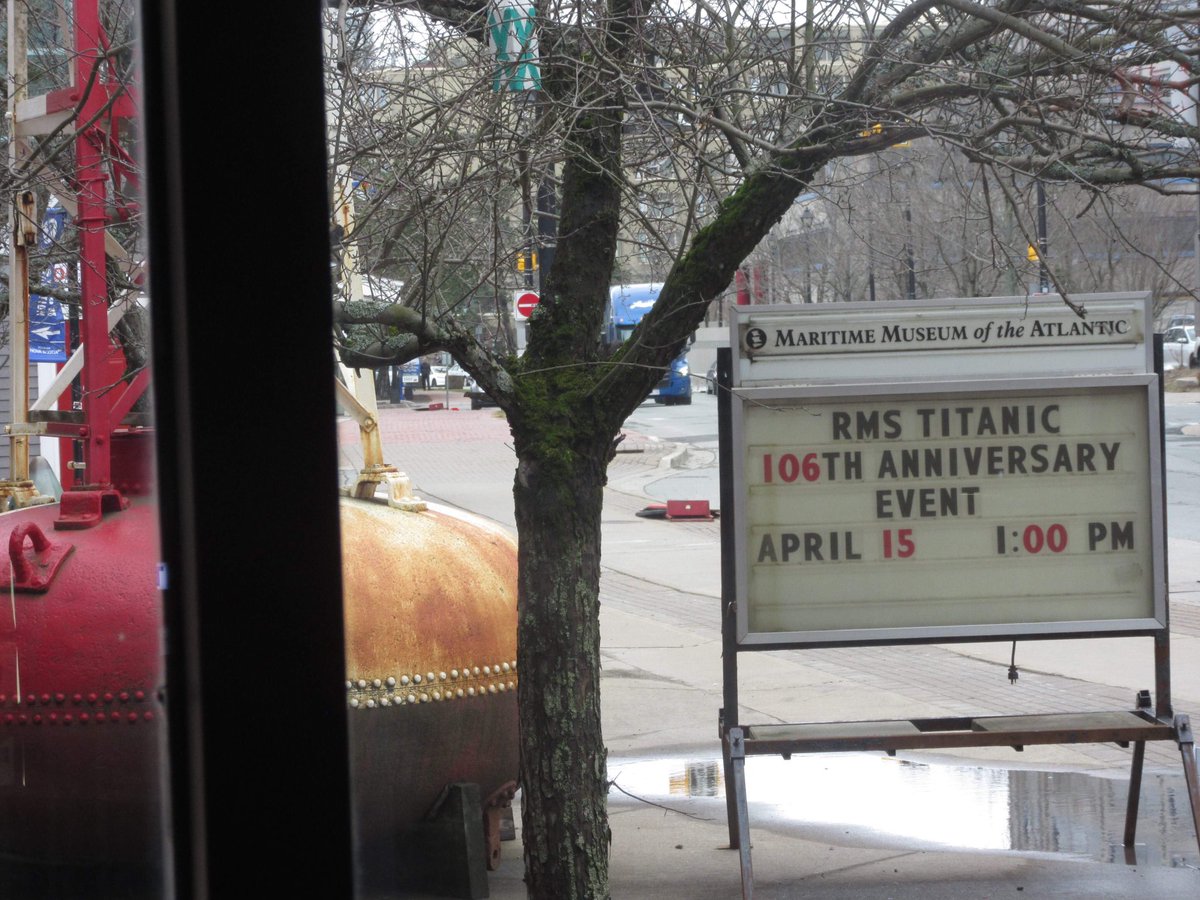 MARITIME MUSEUM of the ATLANTIC
RMS TITANIC
106TH ANNIVERSARY
EVENT
APRIL 15 1:00 PM